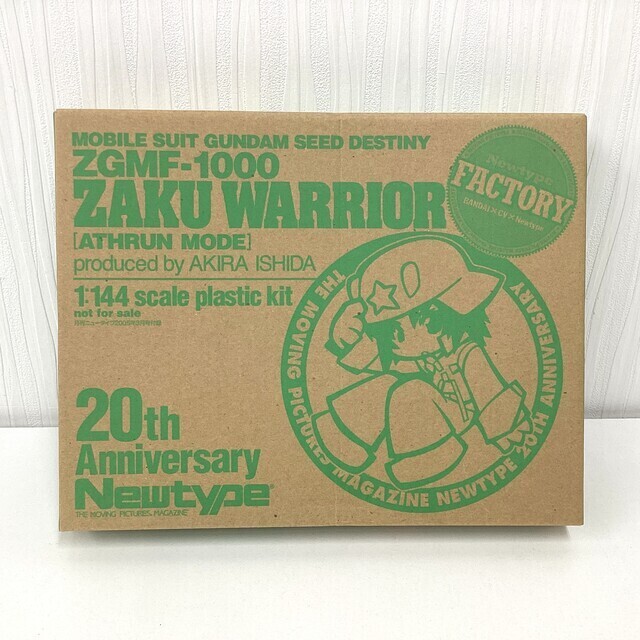 MOBILE SUIT GUNDAM SEED DESTINY
ZGMF-1000
ZAKU WARRIOR
[ATHRUN MODE]
produced by AKIRA ISHIDA
1:144 scale plastic kit
not for sale
Newtype
FACTORY
BANDAI × CV × Newtype
THE MOVING PICTURES MAGAZINE NEWTYPE 20TH ANNIVERSARY
20th
Anniversary
Newtype
THE MOVING PICTURES MAGAZINE